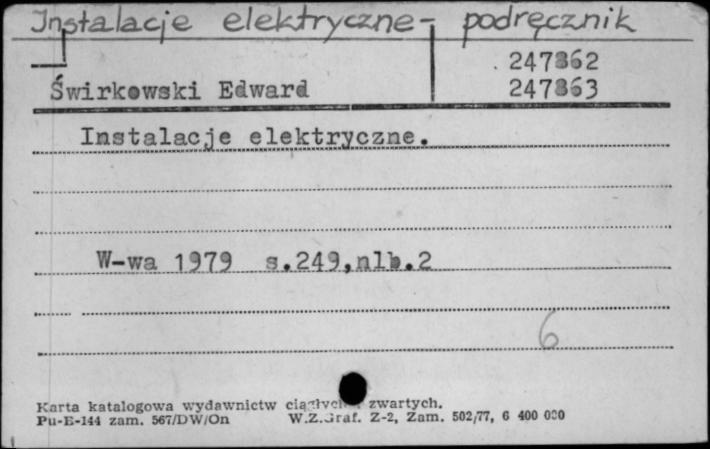 Instalacje elektryczne - podręcznik
247862
Świrkowski Edward 247863
Instalacje elektryczne.
W-wa 1979 s.249,nlb.2
6
Karta katalogowa wydawnictw ciągłych i zwartych.
Pu-E-144 zam. 567/DW/On W.Z.Graf. Z-2, Zam. 502/77, 6 400 000